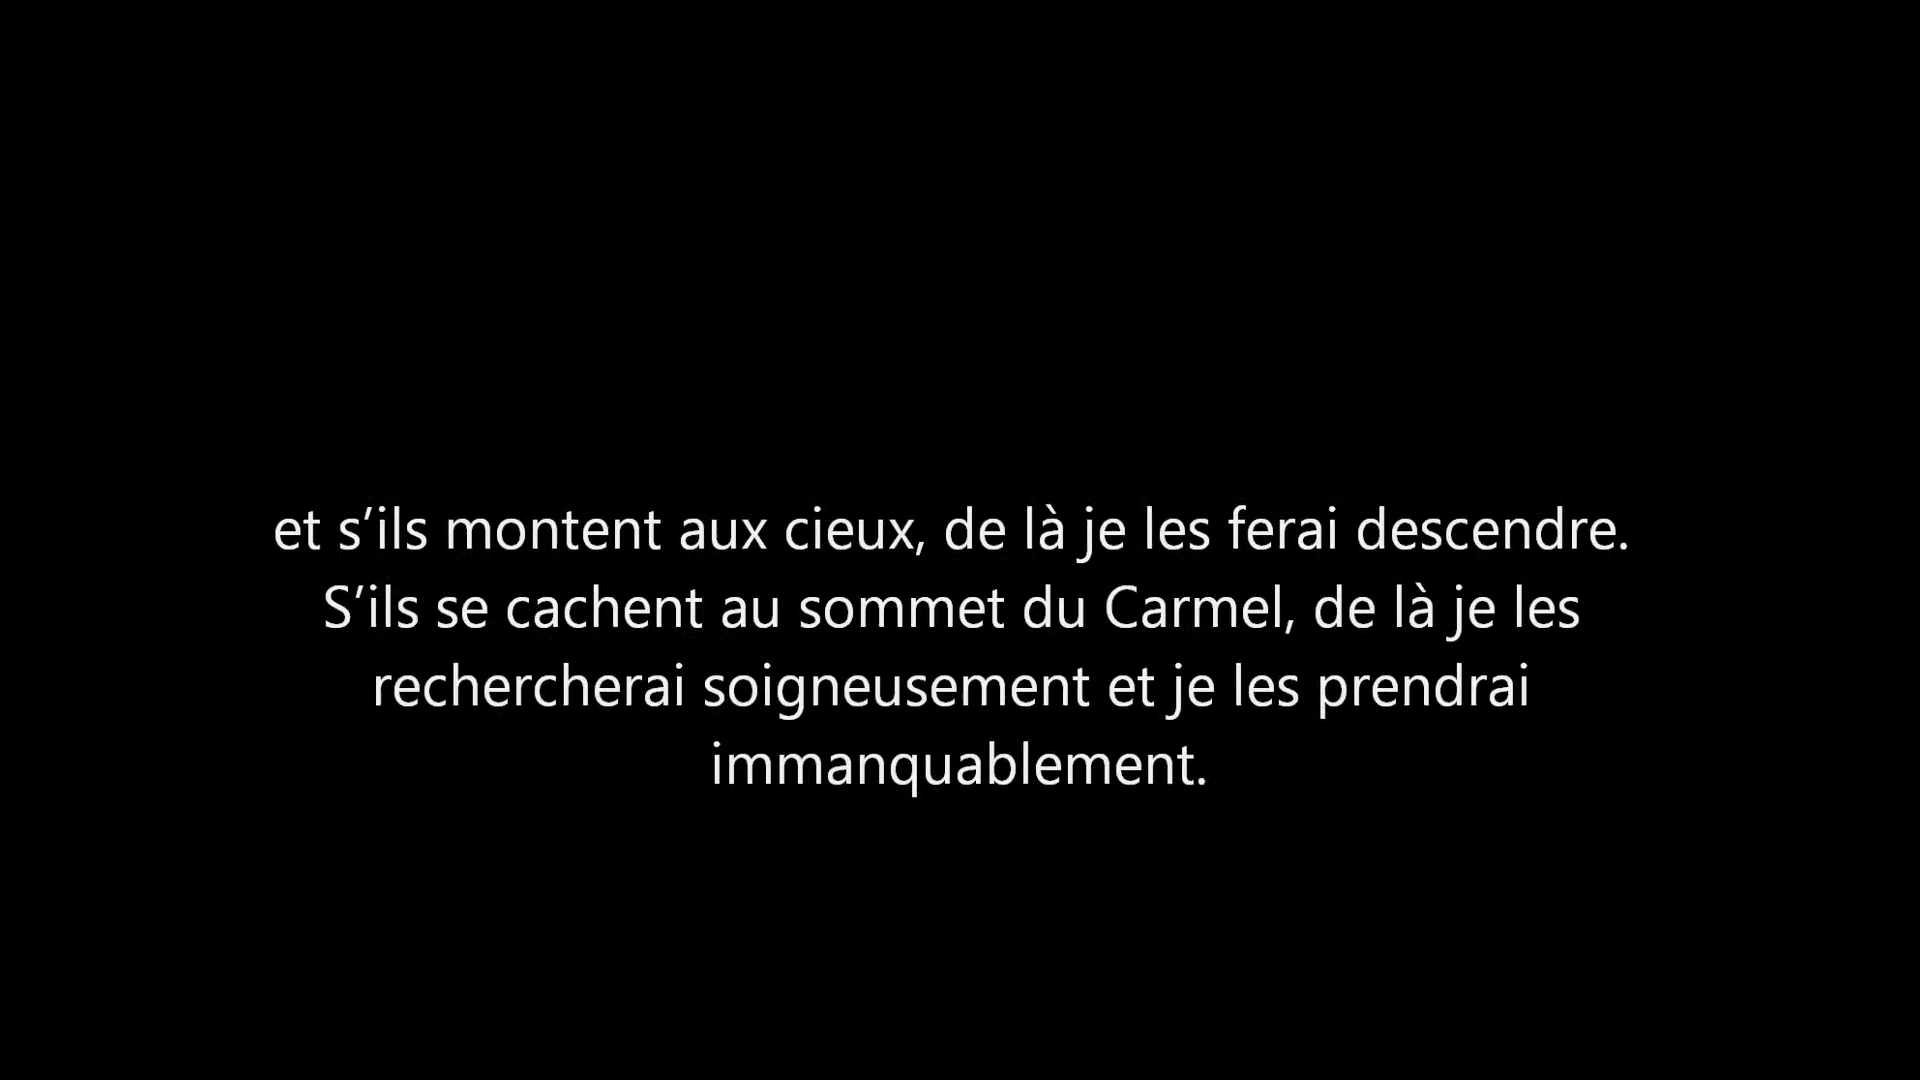 et s’ils montent aux cieux, de là je les ferai descendre.
S’ils se cachent au sommet du Carmel, de là je les
rechercherai soigneusement et je les prendrai
immanquablement.